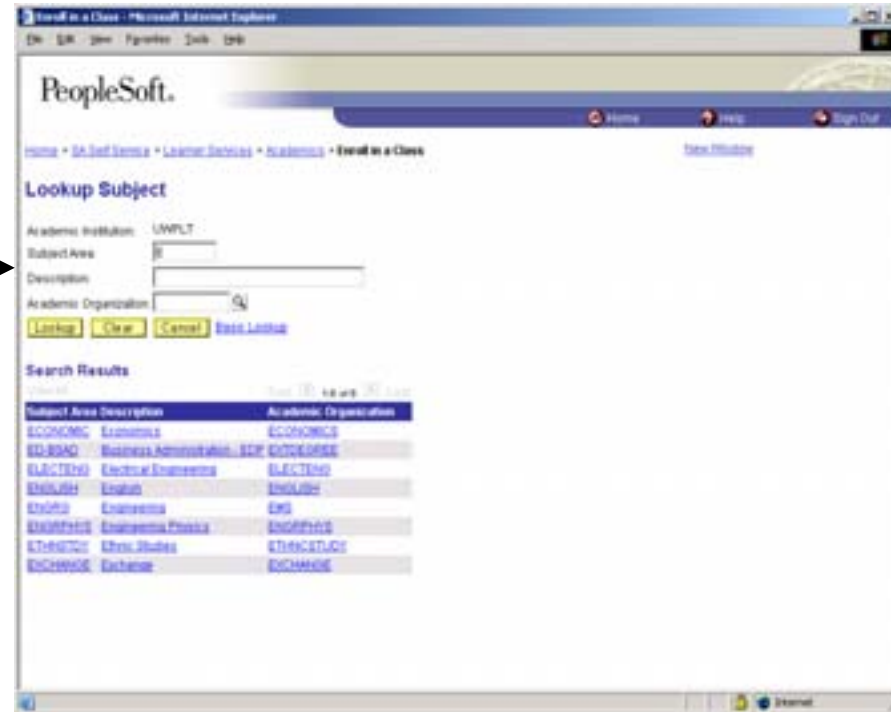 Enroll in a Class - Microsoft Internet Explorer
File Edit View Favorites Tools Help
PeopleSoft.
Home Help Sign Out
Home > SA Self Service > Learner Services > Academics > Enroll in a Class
New Window
Lookup Subject
Academic Institution: UWPLT
Subject Area:
Description:
Academic Organization:
Lookup Clear Cancel Basic Lookup
Search Results
View All First 1-8 of 8 Last
Subject Area Description Academic Organization
ECONOMIC Economics ECONOMICS
ED-BSAD Business Administration - EDP EXTDEGREE
ELECTENG Electrical Engineering ELECTENG
ENGLISH English ENGLISH
ENGRG Engineering
ENGRPHYS Engineering Physics ENGRPHYS
ETHNSTDY Ethnic Studies ETHNCSTUDY
EXCHANGE Exchange EXCHANGE
Internet